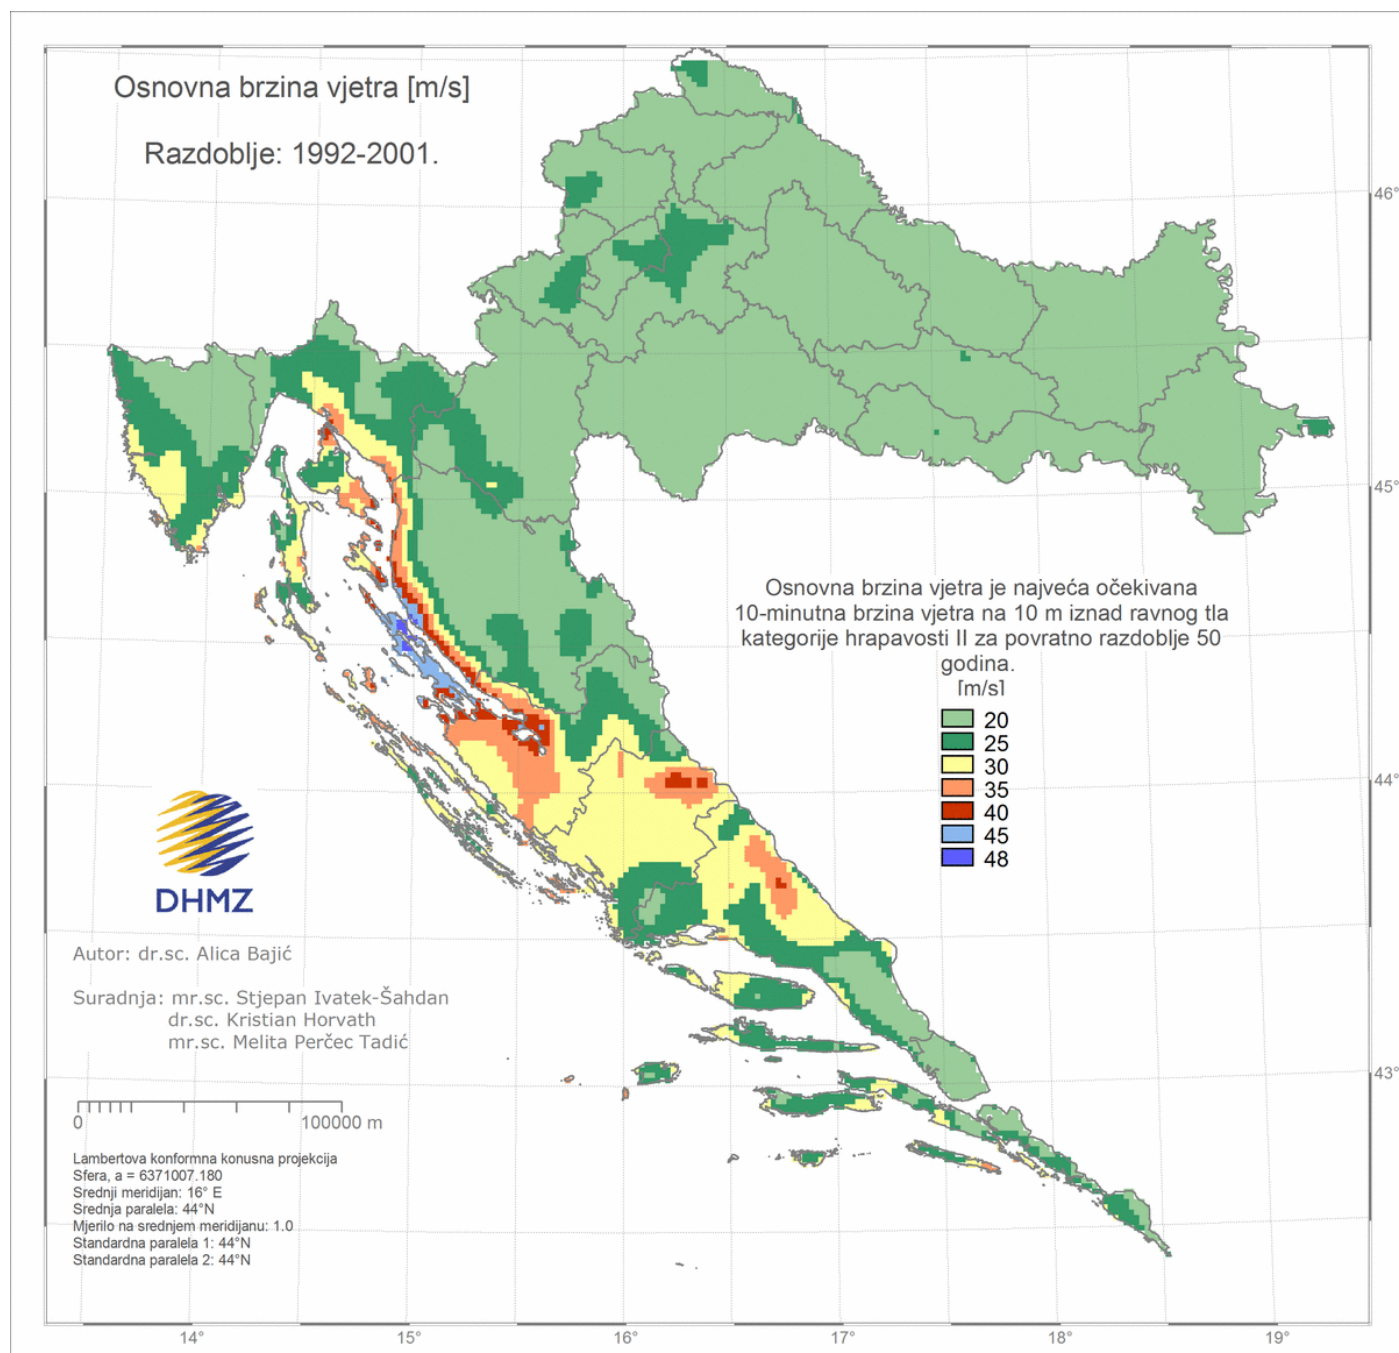 Osnovna brzina vjetra [m/s]
Razdoblje: 1992-2001.
46°
45°
Osnovna brzina vjetra je najveća očekivana
10-minutna brzina vjetra na 10 m iznad ravnog tla
kategorije hrapavosti II za povratno razdoblje 50
godina.
[m/s]
20
25
30
35
40
45
48
44°
DHMZ
Autor: dr.sc. Alica Bajić
Suradnja: mr.sc. Stjepan Ivatek-Šahdan
dr.sc. Kristian Horvath
mr.sc. Melita Perčec Tadić
43°
0 100000 m
Lambertova konformna konusna projekcija
Sfera, a = 6371007.180
Srednji meridijan: 16° E
Srednja paralela: 44°N
Mjerilo na srednjem meridijanu: 1.0
Standardna paralela 1: 44°N
Standardna paralela 2: 44°N
14° 15° 16° 17° 18° 19°